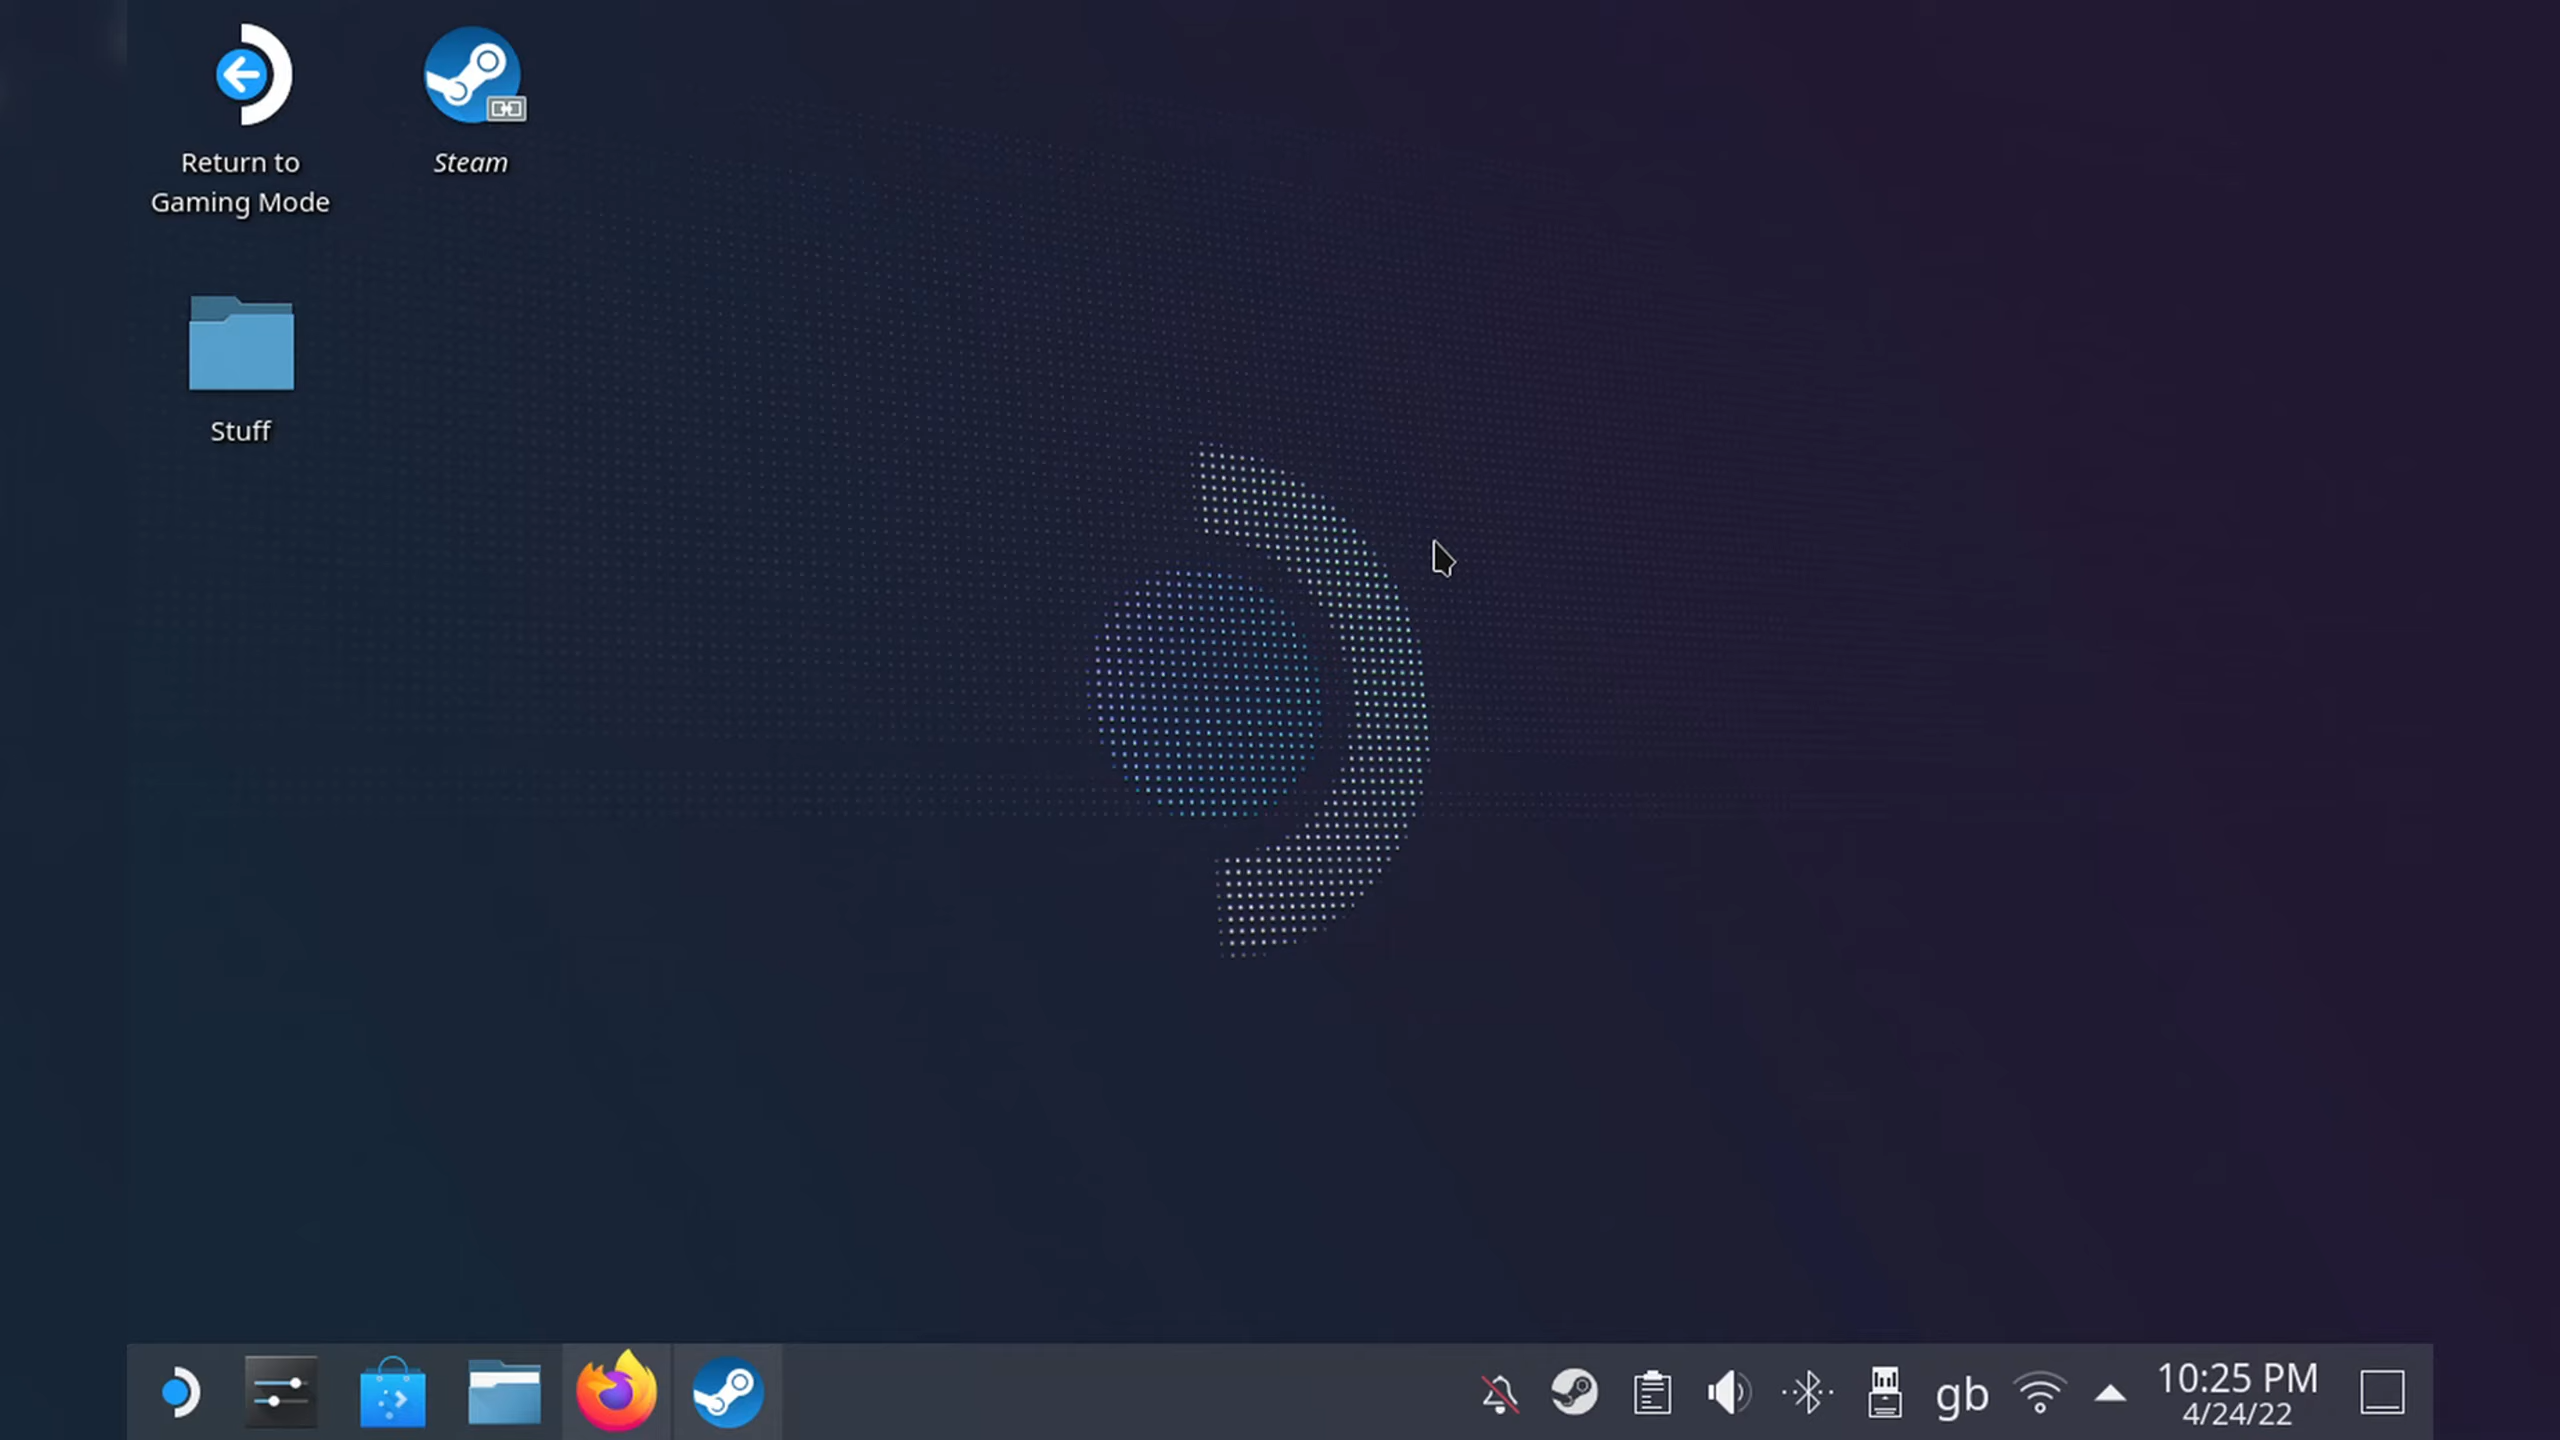 Return to
Gaming Mode
Steam
Stuff
gb
10:25 PM
4/24/22